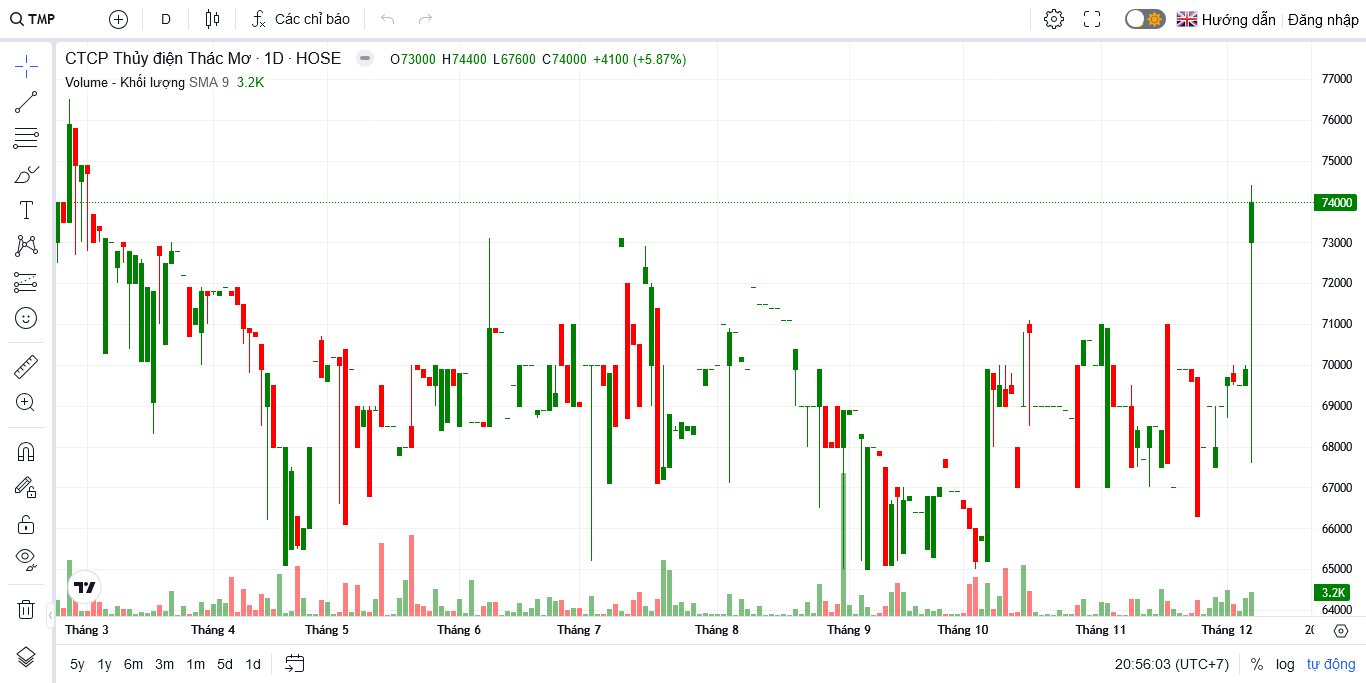 TMP D Các chỉ báo Hướng dẫn Đăng nhập
CTCP Thủy điện Thác Mơ · 1D · HOSE O73000 H74400 L67600 C74000 +4100 (+5.87%)
Volume - Khối lượng SMA 9 3.2K
77000
76000
75000
74000
73000
72000
71000
70000
69000
68000
67000
66000
65000
3.2K
64000
Tháng 3 Tháng 4 Tháng 5 Tháng 6 Tháng 7 Tháng 8 Tháng 9 Tháng 10 Tháng 11 Tháng 12
5y 1y 6m 3m 1m 5d 1d 20:56:03 (UTC+7) % log tự động